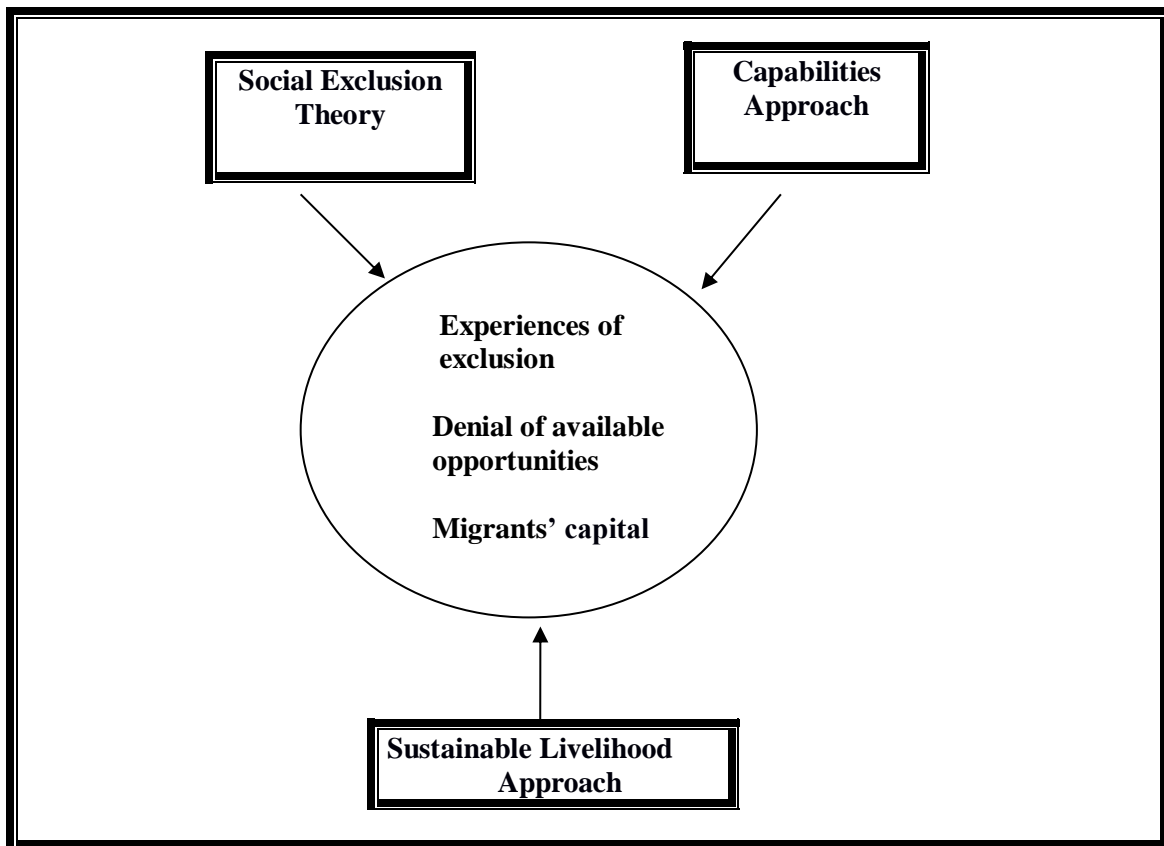 Social Exclusion
Theory
Capabilities
Approach
Experiences of
exclusion
Denial of available
opportunities
Migrants’ capital
Sustainable Livelihood
Approach